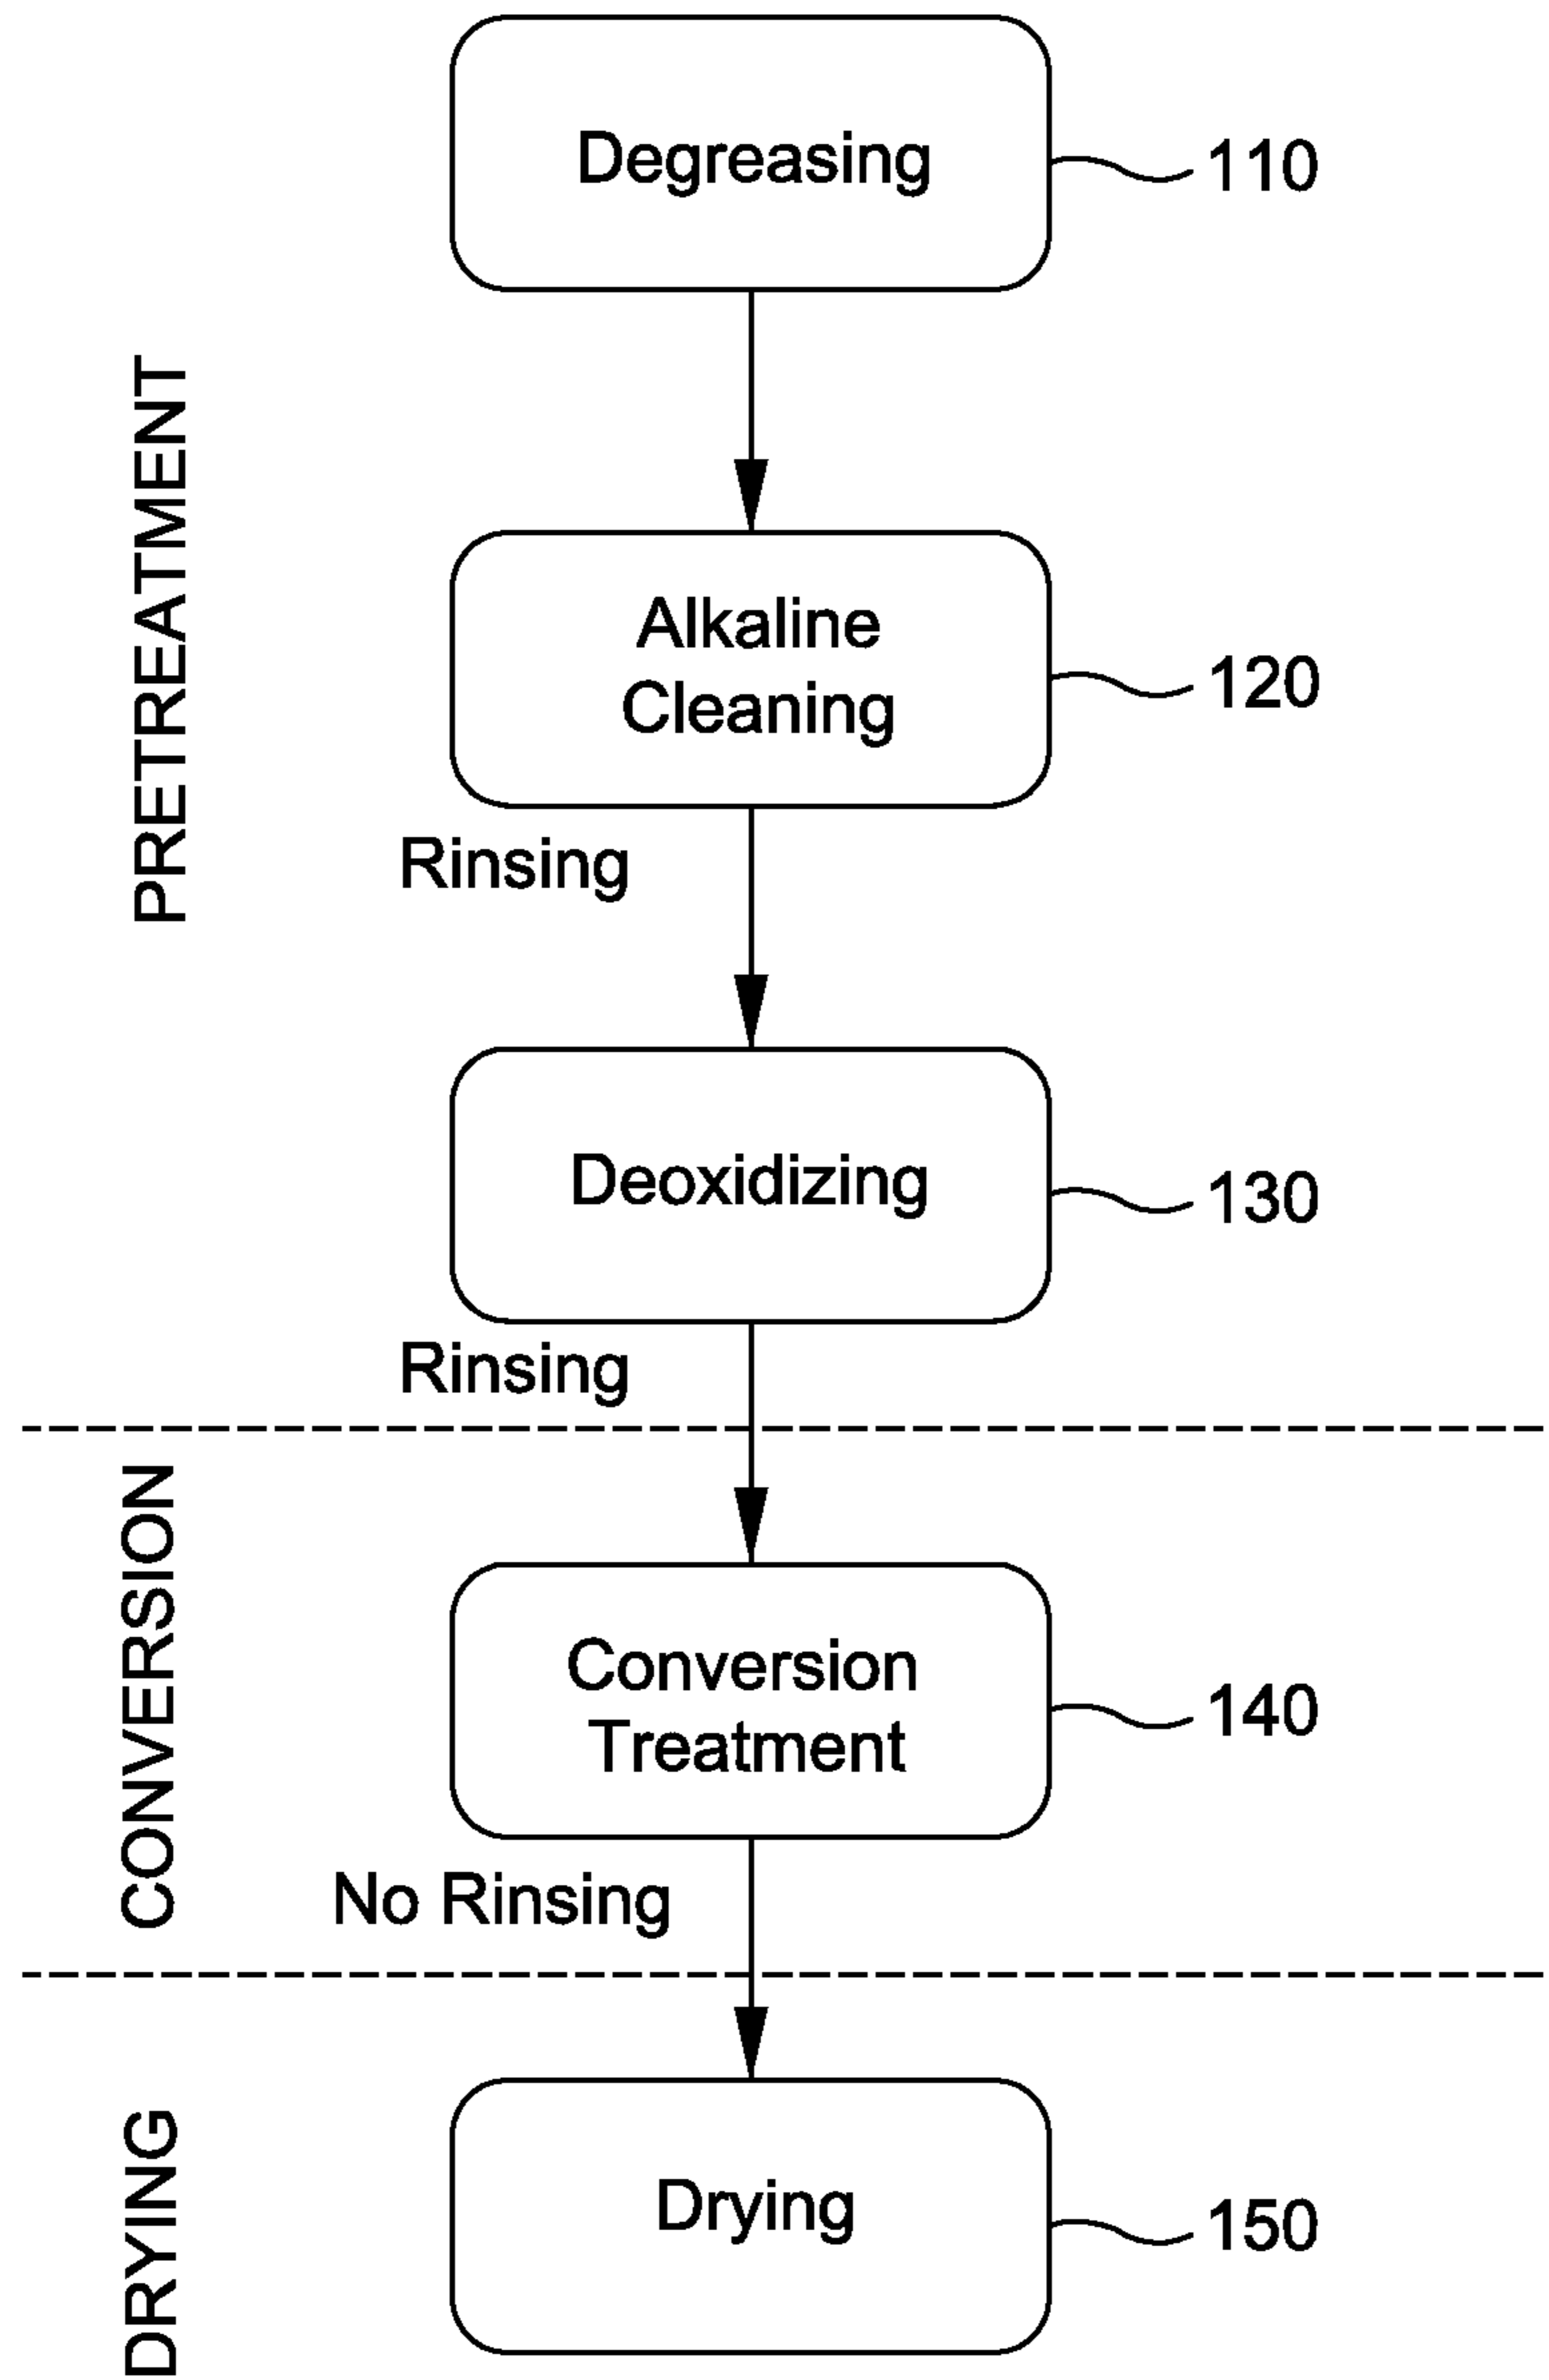 PRETREATMENT
Degreasing
110
Alkaline
Cleaning
120
Rinsing
Deoxidizing
130
Rinsing
CONVERSION
Conversion
Treatment
140
No Rinsing
DRYING
Drying
150